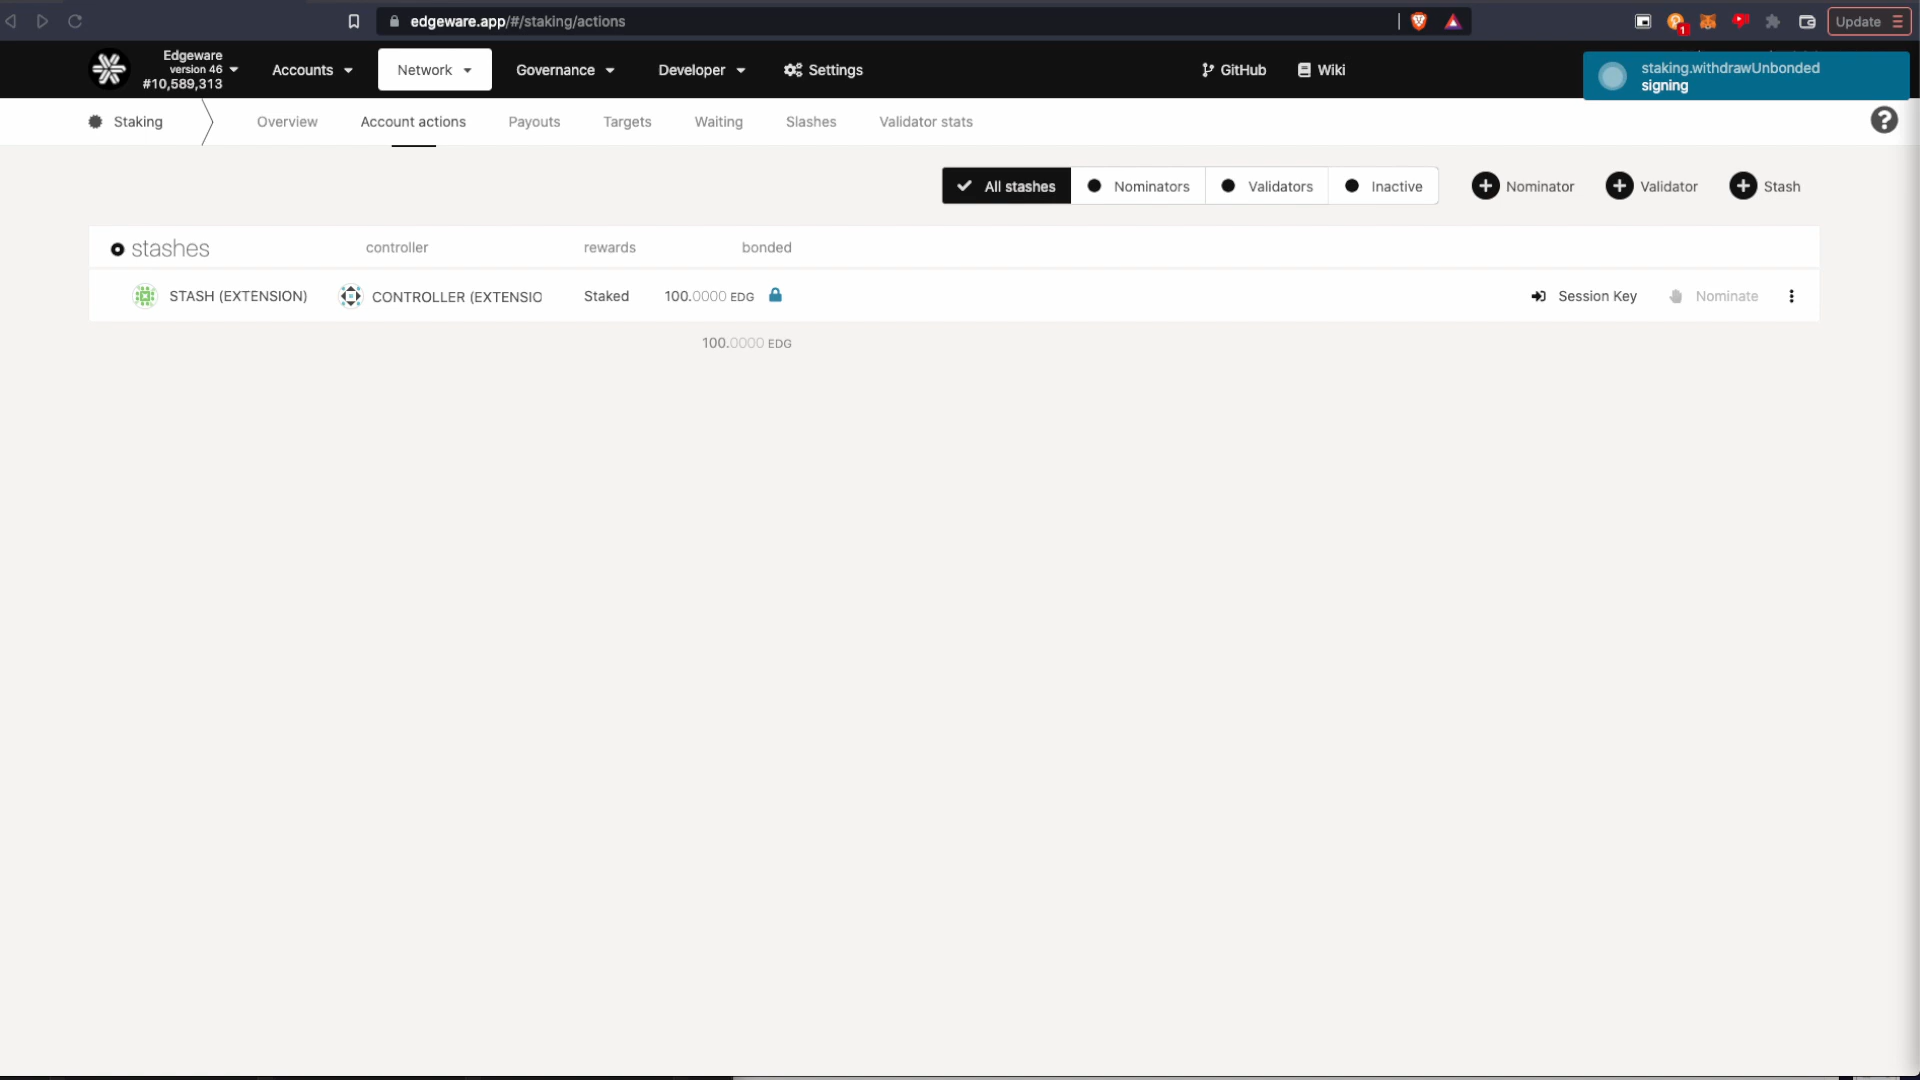 edgeware.app/#/staking/actions
1
Update
Edgeware
version 46
#10,589,313
Accounts
Network
Governance
Developer
Settings
GitHub
Wiki
staking.withdrawUnbonded
signing
Staking
Overview
Account actions
Payouts
Targets
Waiting
Slashes
Validator stats
?
All stashes
Nominators
Validators
Inactive
Nominator
Validator
Stash
stashes
controller
rewards
bonded
STASH (EXTENSION)
CONTROLLER (EXTENSIO
Staked
100.0000 EDG
Session Key
Nominate
100.0000 EDG